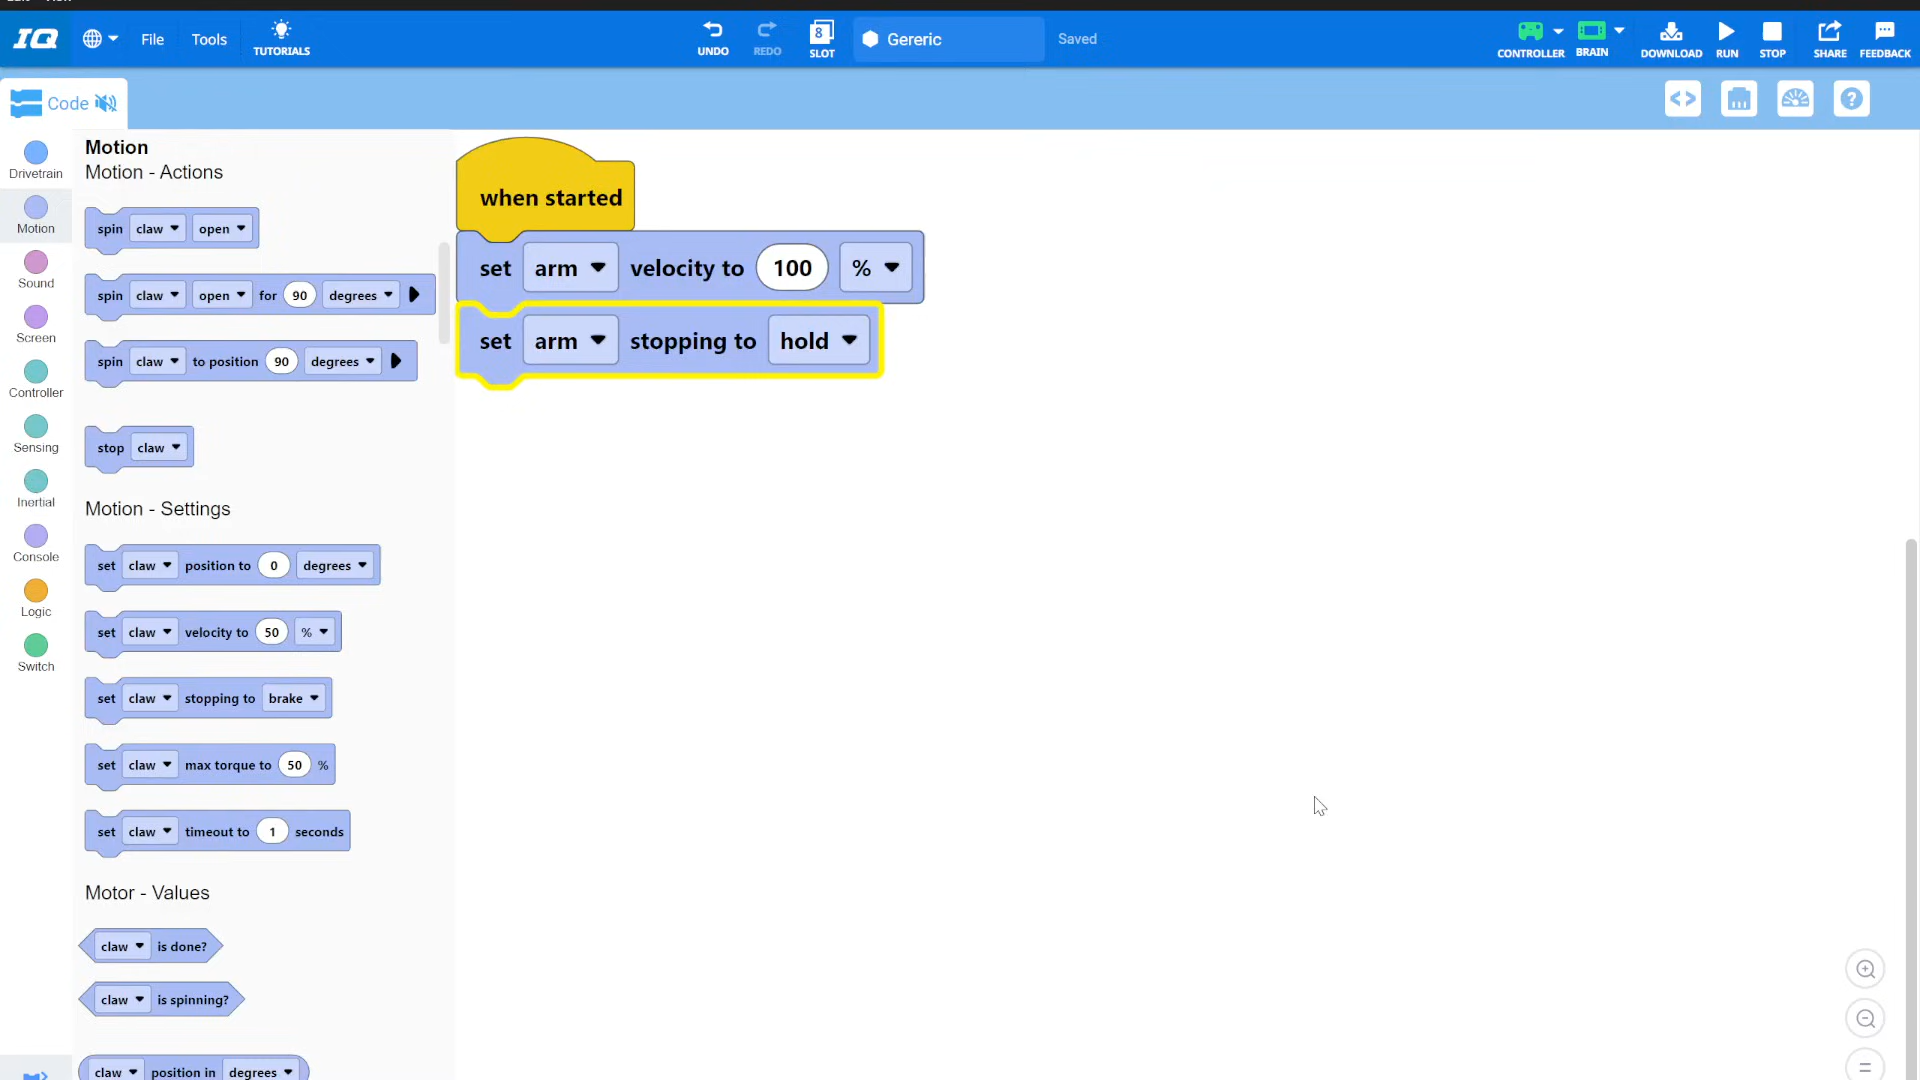 IQ
File
Tools
TUTORIALS
UNDO
REDO
8
SLOT
Gereric
Saved
CONTROLLER
BRAIN
DOWNLOAD
RUN
STOP
SHARE
FEEDBACK
Code
Drivetrain
Motion
Sound
Screen
Controller
Sensing
Inertial
Console
Logic
Switch
Motion
Motion - Actions
spin claw open
spin claw open for 90 degrees
spin claw to position 90 degrees
stop claw
Motion - Settings
set claw position to 0 degrees
set claw velocity to 50 %
set claw stopping to brake
set claw max torque to 50 %
set claw timeout to 1 seconds
Motor - Values
claw is done?
claw is spinning?
claw position in degrees
when started
set arm velocity to 100 %
set arm stopping to hold